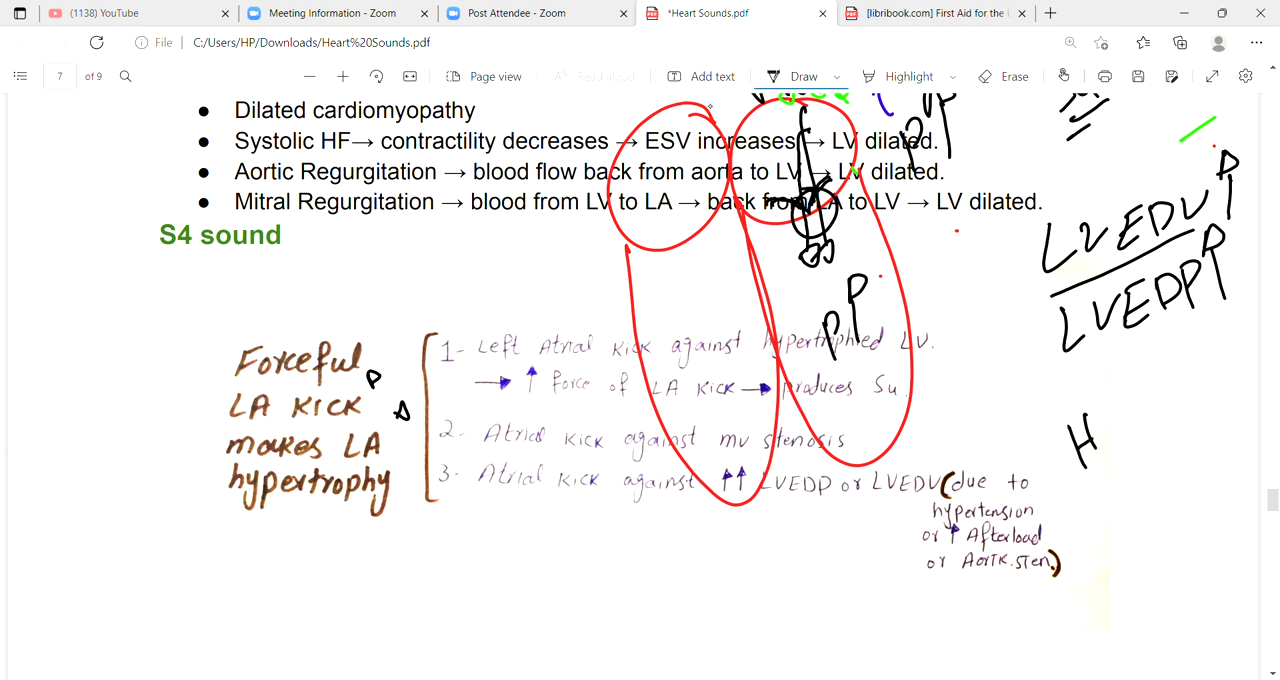 (1138) YouTube
Meeting Information - Zoom
Post Attendee - Zoom
*Heart Sounds.pdf
[libribook.com] First Aid for the
File
C:/Users/HP/Downloads/Heart%20Sounds.pdf
7 of 9
Page view
Read aloud
Add text
Draw
Highlight
Erase
● Dilated cardiomyopathy
● Systolic HF→ contractility decreases → ESV increases → LV dilated.
● Aortic Regurgitation → blood flow back from aorta to LV → LV dilated.
● Mitral Regurgitation → blood from LV to LA → back from LA to LV → LV dilated.
S4 sound
LVEDV↑
LVEDP↑
Forceful
LA kick
makes LA
hypertrophy
1- Left Atrial kick against hypertrophied LV.
→ ↑ force of LA kick → produces S4.
2- Atrial kick against mv stenosis
3- Atrial kick against ↑↑ LVEDP or LVEDV (due to
hypertension
or ↑ Afterload
or Aortic.sten.)
H